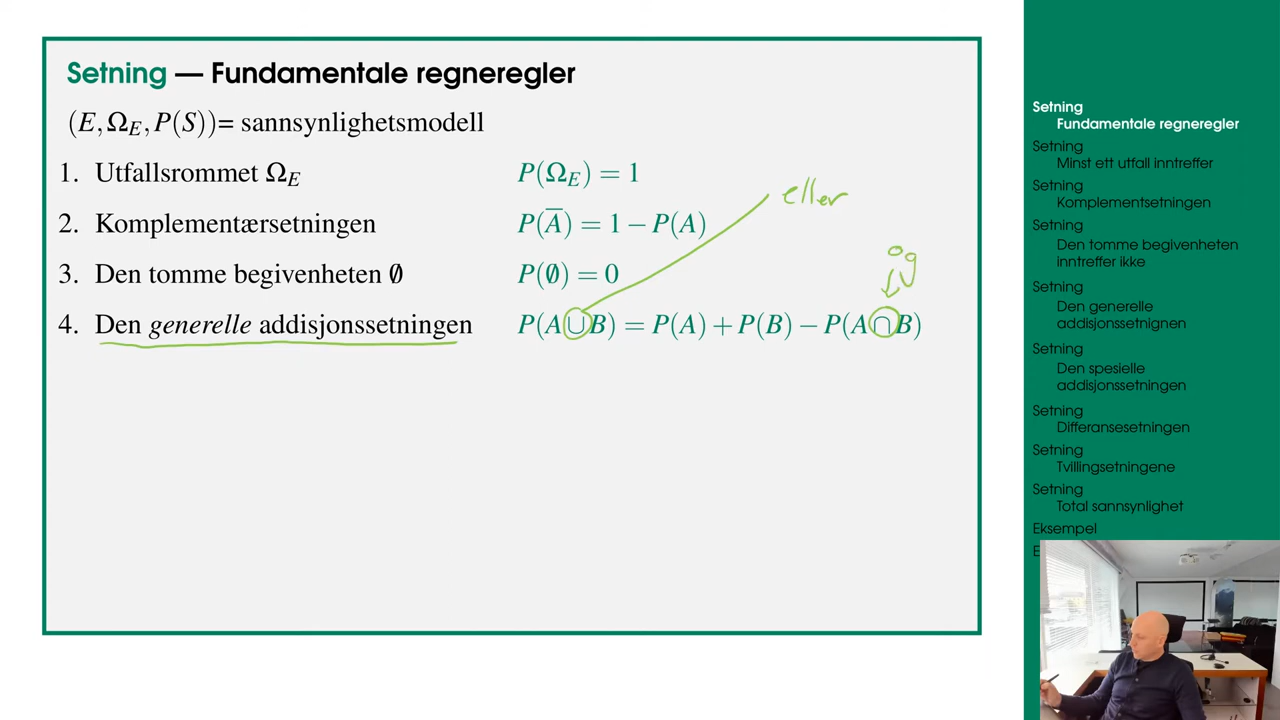 Setning — Fundamentale regneregler
(E, Ω_E, P(S))= sannsynlighetsmodell
1. Utfallsrommet Ω_E P(Ω_E) = 1
eller
2. Komplementærsetningen P(A̅) = 1 − P(A)
og
3. Den tomme begivenheten ∅ P(∅) = 0
4. Den generelle addisjonssetningen P(A ∪ B) = P(A) + P(B) − P(A ∩ B)
Setning
Fundamentale regneregler
Setning
Minst ett utfall inntreffer
Setning
Komplementsetningen
Setning
Den tomme begivenheten
inntreffer ikke
Setning
Den generelle
addisjonssetignen
Setning
Den spesielle
addisjonssetningen
Setning
Differansesetningen
Setning
Tvillingsetningene
Setning
Total sannsynlighet
Eksempel